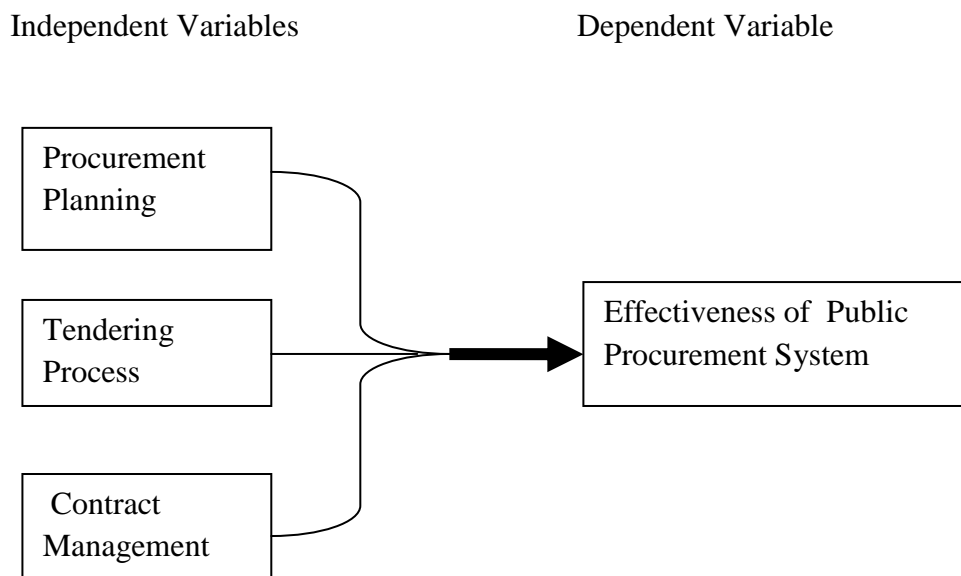 Independent Variables
Dependent Variable
Procurement
Planning
Tendering
Process
Effectiveness of Public
Procurement System
Contract
Management